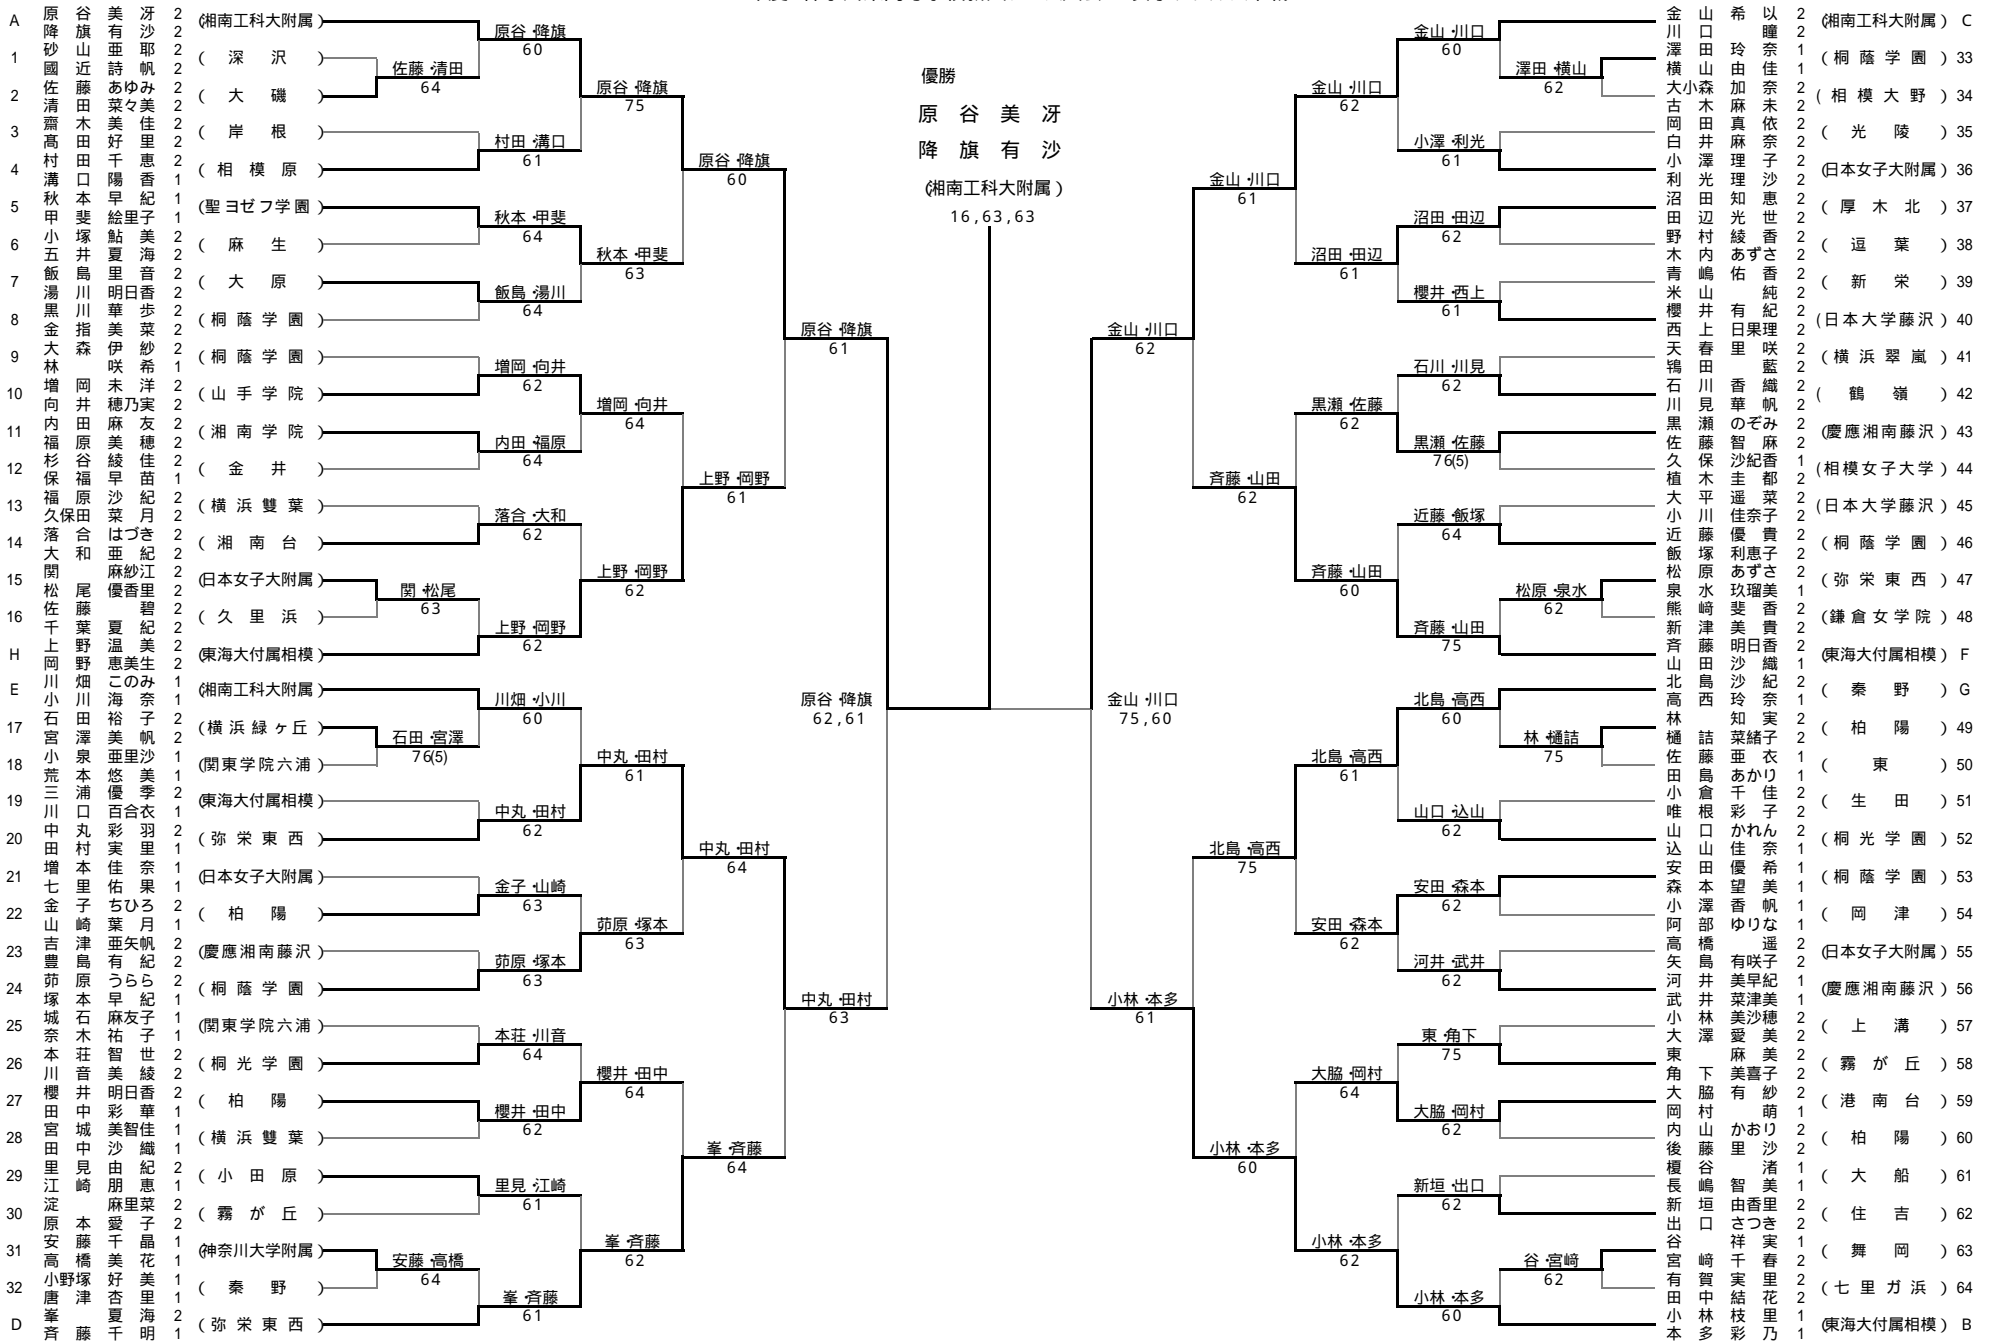 A 原谷美冴 2 (湘南工科大附属)
降旗有沙 2
1 砂山亜耶 2 (深沢)
國近詩帆 2
2 佐藤あゆみ 2 (大磯)
清田菜々美 2
3 齋木美佳 2 (岸根)
髙田好里 2
4 村田千恵 2 (相模原)
溝口陽香 1
5 秋本早紀 1 (聖ヨゼフ学園)
甲斐絵里子 1
6 小塚鮎美 2 (麻生)
五井夏海 2
7 飯島里音 2 (大原)
湯川明日香 2
8 黒川華歩 2 (桐蔭学園)
金指美菜 2
9 大森伊紗 2 (桐蔭学園)
林咲希 1
10 増岡未洋 2 (山手学院)
向井穂乃実 2
11 内田麻友 2 (湘南学院)
福原美穂 2
12 杉谷綾佳 2 (金井)
保福早苗 1
13 福原沙紀 2 (横浜雙葉)
久保田菜月 2
14 落合はづき 2 (湘南台)
大和亜紀 2
15 関麻紗江 2 (日本女子大附属)
松尾優香里 2
16 佐藤碧 2 (久里浜)
千葉夏紀 2
H 上野温美 2 (東海大付属相模)
岡野恵美生 2
E 川畑このみ 1 (湘南工科大附属)
小川海奈 1
17 石田裕子 2 (横浜緑ヶ丘)
宮澤美帆 2
18 小泉亜里沙 1 (関東学院六浦)
荒本悠美 1
19 三浦優季 2 (東海大付属相模)
川口百合衣 1
20 中丸彩羽 2 (弥栄東西)
田村実里 1
21 増本佳奈 1 (日本女子大附属)
七里佑果 1
22 金子ちひろ 2 (柏陽)
山崎葉月 1
23 吉津亜矢帆 2 (慶應湘南藤沢)
豊島有紀 2
24 茆原うらら 2 (桐蔭学園)
塚本早紀 1
25 城石麻友子 1 (関東学院六浦)
奈木祐子 1
26 本荘智世 2 (桐光学園)
川音美綾 2
27 櫻井明日香 2 (柏陽)
田中彩華 1
28 宮城美智佳 1 (横浜雙葉)
田中沙織 1
29 里見由紀 2 (小田原)
江崎朋恵 1
30 淀麻里菜 2 (霧が丘)
原本愛子 2
31 安藤千晶 1 (神奈川大学附属)
高橋美花 1
32 小野塚好美 1 (秦野)
唐津杏里 1
D 峯夏海 2 (弥栄東西)
斉藤千明 1
佐藤・清田
64
関・松尾
63
石田・宮澤
76(5)
安藤・高橋
64
原谷・降旗
60
村田・溝口
61
秋本・甲斐
64
飯島・湯川
64
増岡・向井
62
内田・福原
64
落合・大和
62
上野・岡野
62
川畑・小川
60
中丸・田村
62
金子・山崎
63
茆原・塚本
63
本荘・川音
64
櫻井・田中
62
里見・江崎
61
峯・斉藤
61
原谷・降旗
75
秋本・甲斐
63
増岡・向井
64
上野・岡野
62
中丸・田村
61
茆原・塚本
63
櫻井・田中
64
峯・斉藤
62
原谷・降旗
60
上野・岡野
61
中丸・田村
64
峯・斉藤
64
原谷・降旗
61
中丸・田村
63
原谷・降旗
62,61
優勝
原谷美冴
降旗有沙
(湘南工科大附属)
16,63,63
金山・川口
75,60
金山・川口
62
小林・本多
61
金山・川口
61
斉藤・山田
62
北島・高西
75
小林・本多
60
金山・川口
62
沼田・田辺
61
黒瀬・佐藤
62
斉藤・山田
60
北島・高西
61
安田・森本
62
大脇・岡村
64
小林・本多
62
金山・川口
60
小澤・利光
61
沼田・田辺
62
櫻井・西上
61
石川・川見
62
黒瀬・佐藤
76(5)
近藤・飯塚
64
斉藤・山田
75
北島・高西
60
山口・込山
62
安田・森本
62
河井・武井
62
東・角下
75
大脇・岡村
62
新垣・出口
62
小林・本多
60
澤田・横山
62
松原・泉水
62
林・樋詰
75
谷・宮﨑
62
金山希以 2 (湘南工科大附属) C
川口瞳 2
澤田玲奈 1 (桐蔭学園) 33
横山由佳 1
大小森加奈 2 (相模大野) 34
古木麻未 2
岡田真依 2 (光陵) 35
白井麻奈 2
小澤理子 2 (日本女子大附属) 36
利光理沙 2
沼田知恵 2 (厚木北) 37
田辺光世 2
野村綾香 2 (逗葉) 38
木内あずさ 2
青嶋佑香 2 (新栄) 39
米山純 2
櫻井有紀 2 (日本大学藤沢) 40
西上日果理 2
天春里咲 2 (横浜翠嵐) 41
鴇田藍 2
石川香織 2 (鶴嶺) 42
川見華帆 2
黒瀬のぞみ 2 (慶應湘南藤沢) 43
佐藤智麻 2
久保沙紀香 1 (相模女子大学) 44
植木圭都 2
大平遥菜 2 (日本大学藤沢) 45
小川佳奈子 2
近藤優貴 2 (桐蔭学園) 46
飯塚利恵子 2
松原あずさ 2 (弥栄東西) 47
泉水玖瑠美 1
熊﨑斐香 2 (鎌倉女学院) 48
新津美貴 2
斉藤明日香 2 (東海大付属相模) F
山田沙織 1
北島沙紀 2 (秦野) G
高西玲奈 1
林知実 2 (柏陽) 49
樋詰菜緒子 2
佐藤亜衣 1 (東) 50
田島あかり 1
小倉千佳 2 (生田) 51
唯根彩子 2
山口かれん 2 (桐光学園) 52
込山佳奈 1
安田優希 1 (桐蔭学園) 53
森本望美 1
小澤香帆 1 (岡津) 54
阿部ゆりな 1
高橋遥 2 (日本女子大附属) 55
矢島有咲子 2
河井美早紀 1 (慶應湘南藤沢) 56
武井菜津美 1
小林美沙穂 2 (上溝) 57
大澤愛美 2
東麻美 2 (霧が丘) 58
角下美喜子 2
大脇有紗 2 (港南台) 59
岡村萌 1
内山かおり 2 (柏陽) 60
後藤里沙 2
榎谷渚 1 (大船) 61
長嶋智美 1
新垣由香里 2 (住吉) 62
出口さつき 2
谷祥実 1 (舞岡) 63
宮﨑千春 2
有賀実里 2 (七里ガ浜) 64
田中結花 2
小林枝里 1 (東海大付属相模) B
本多彩乃 1